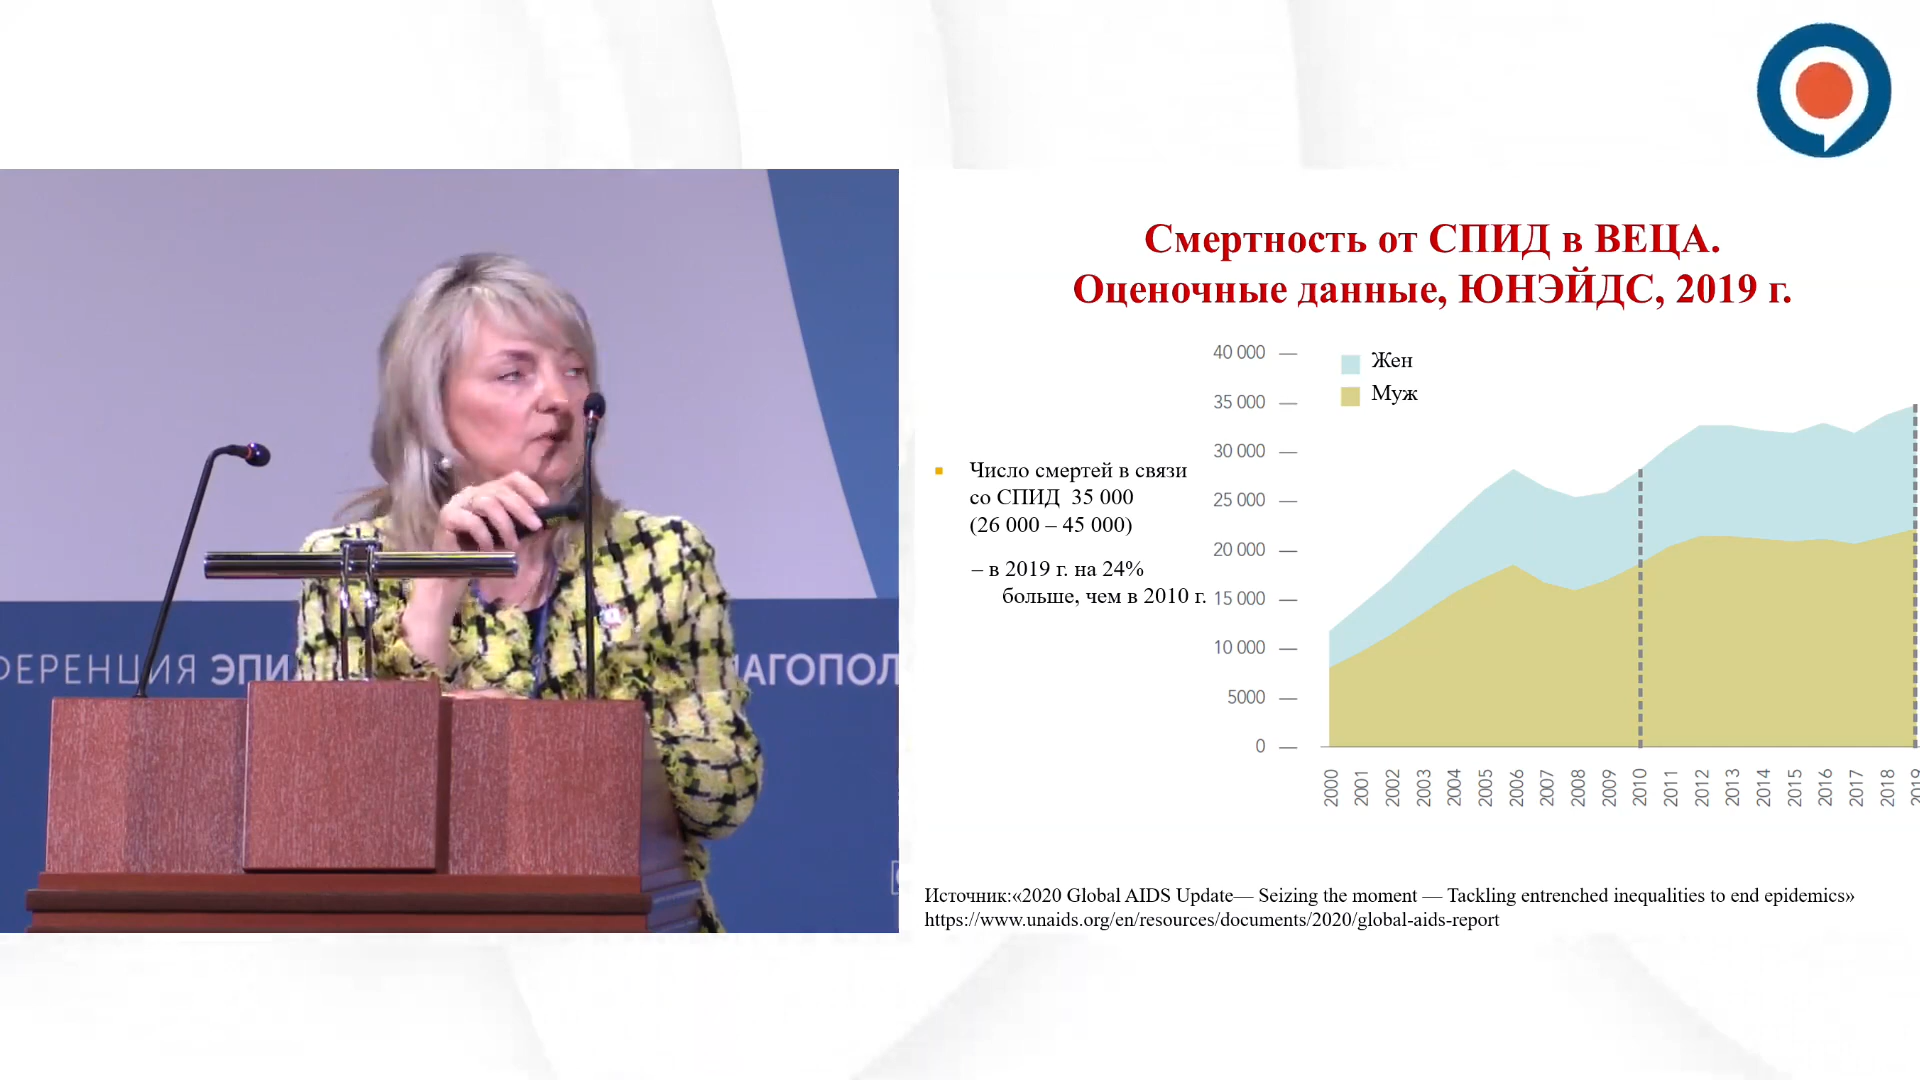 Смертность от СПИД в ВЕЦА.
Оценочные данные, ЮНЭЙДС, 2019 г.
Число смертей в связи
со СПИД 35 000
(26 000 – 45 000)
– в 2019 г. на 24%
больше, чем в 2010 г.
40 000
35 000
30 000
25 000
20 000
15 000
10 000
5000
0
Жен
Муж
2000
2001
2002
2003
2004
2005
2006
2007
2008
2009
2010
2011
2012
2013
2014
2015
2016
2017
2018
2019
ФЕРЕНЦИЯ ЭПИ
АГОПОЛ
Источник:«2020 Global AIDS Update— Seizing the moment — Tackling entrenched inequalities to end epidemics»
https://www.unaids.org/en/resources/documents/2020/global-aids-report